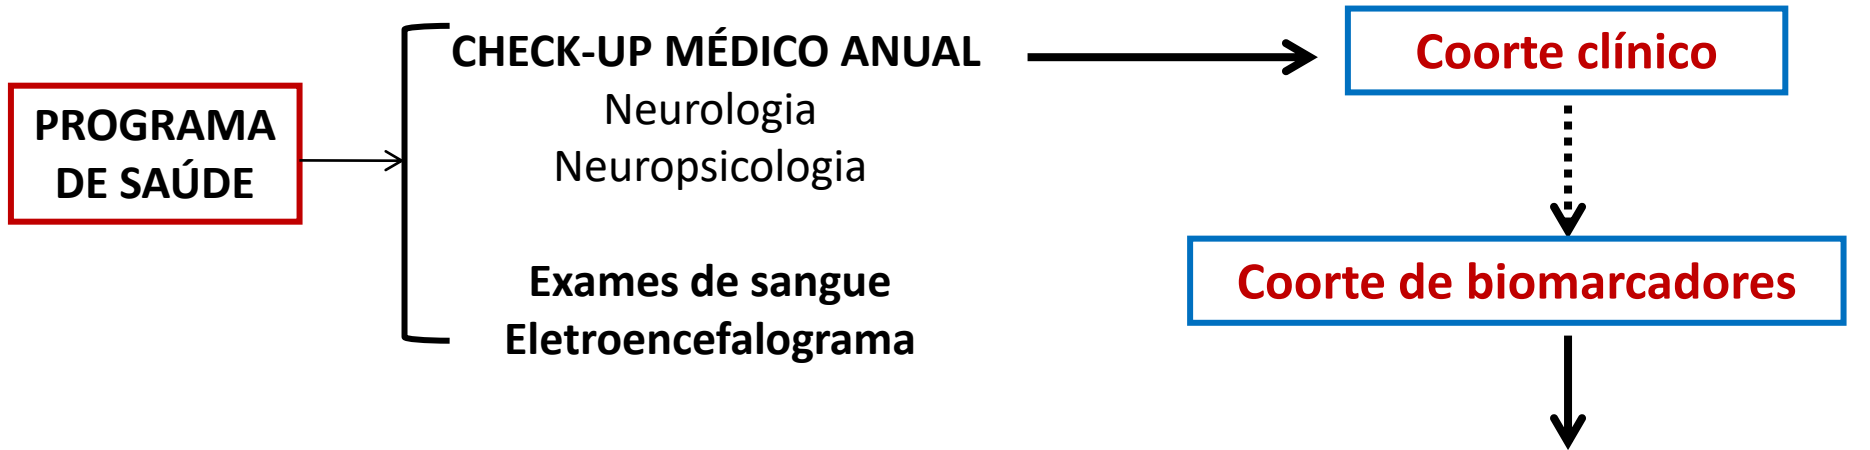 PROGRAMA
DE SAÚDE
CHECK-UP MÉDICO ANUAL
Neurologia
Neuropsicologia
Exames de sangue
Eletroencefalograma
Coorte clínico
Coorte de biomarcadores